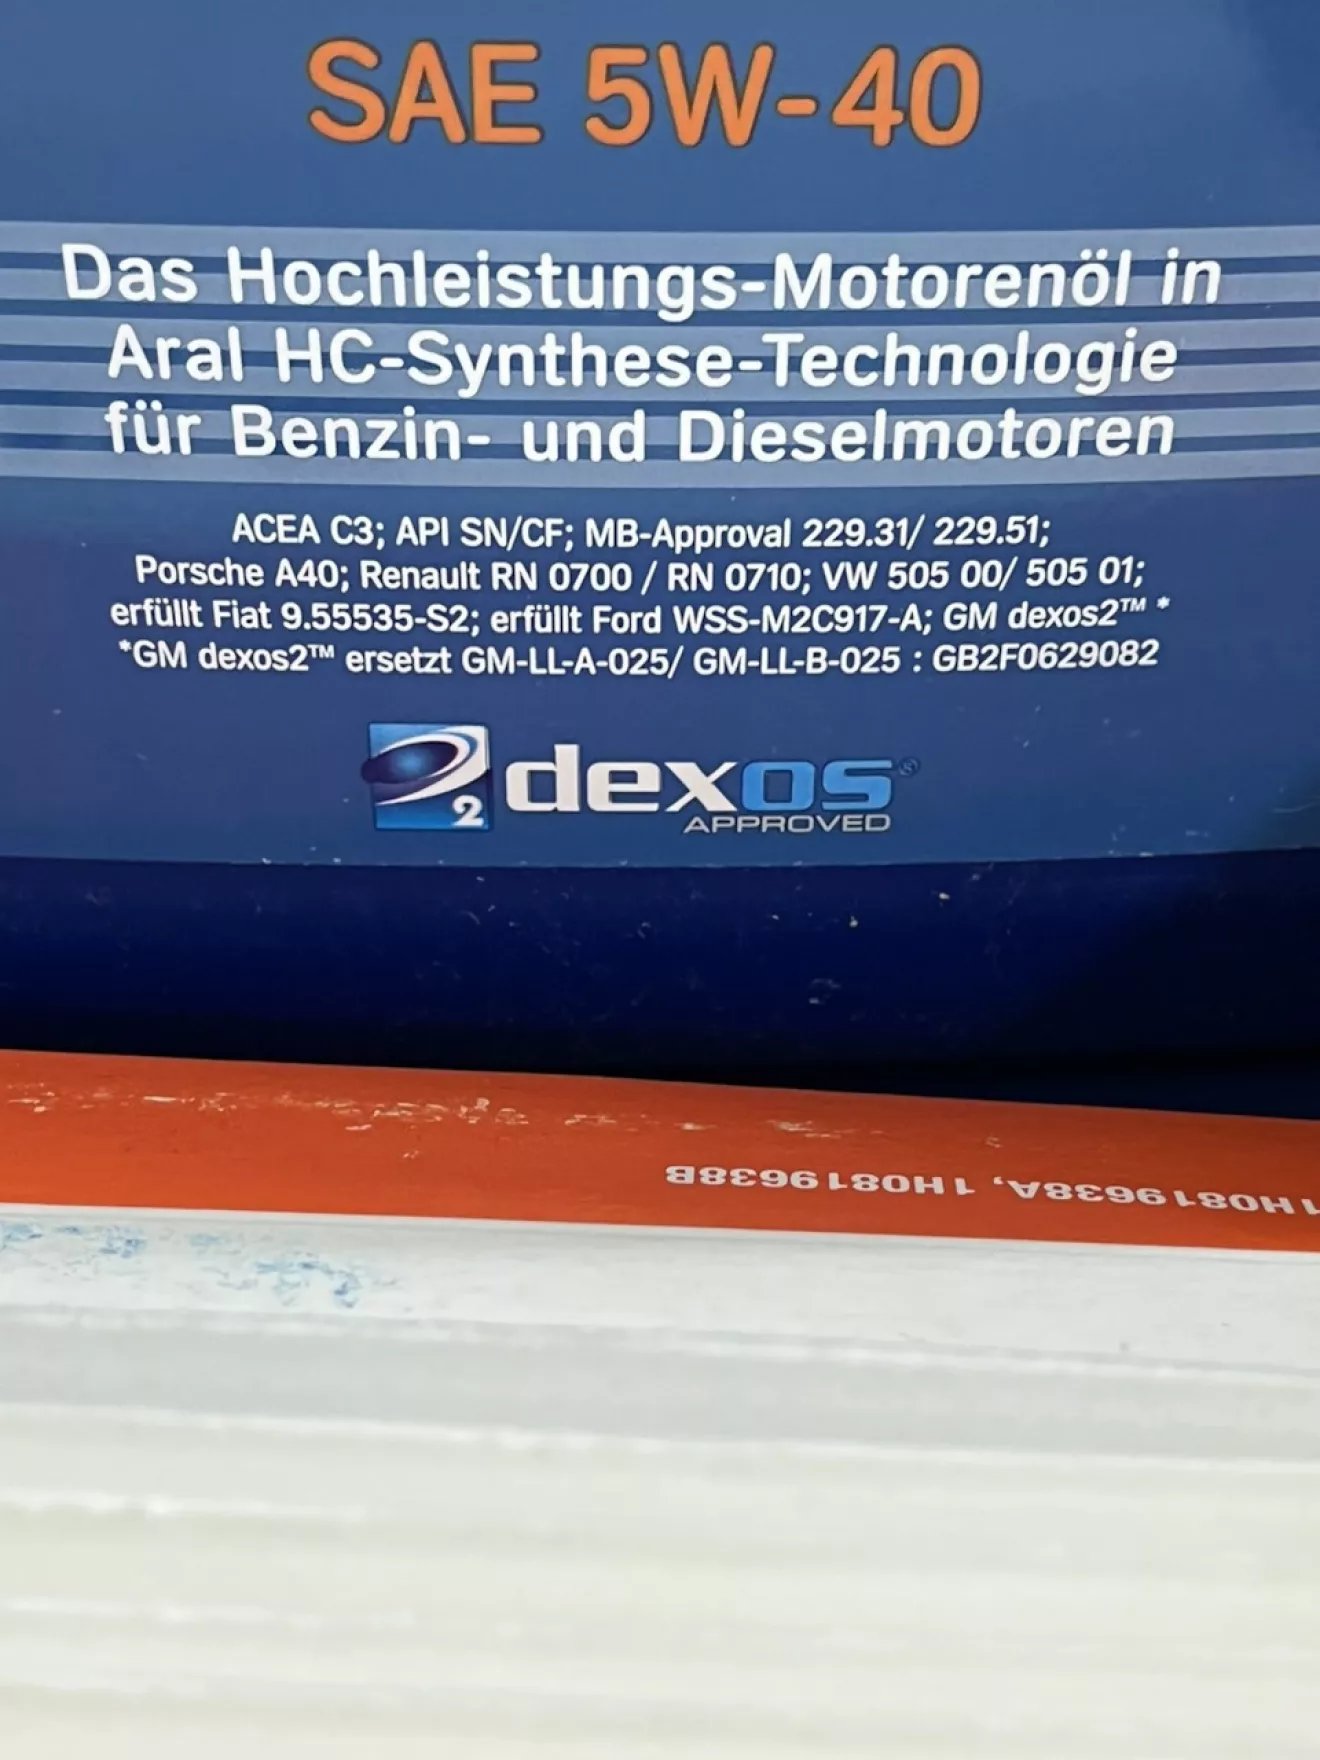 SAE 5W-40
Das Hochleistungs-Motorenöl in
Aral HC-Synthese-Technologie
für Benzin- und Dieselmotoren
ACEA C3; API SN/CF; MB-Approval 229.31/ 229.51;
Porsche A40; Renault RN 0700 / RN 0710; VW 505 00/ 505 01;
erfüllt Fiat 9.55535-S2; erfüllt Ford WSS-M2C917-A; GM dexos2™ *
*GM dexos2™ ersetzt GM-LL-A-025/ GM-LL-B-025 : GB2F0629082
2 dexos®
APPROVED
1H0819638A, 1H0819638B